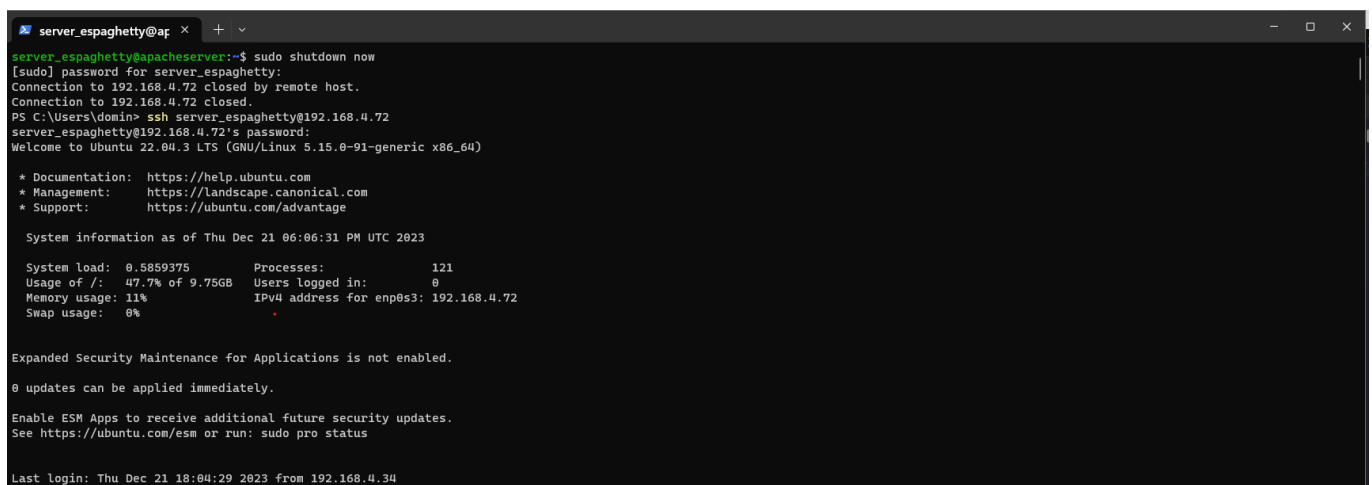 server_espaghetty@ap
server_espaghetty@apacheserver:~$ sudo shutdown now
[sudo] password for server_espaghetty:
Connection to 192.168.4.72 closed by remote host.
Connection to 192.168.4.72 closed.
PS C:\Users\domin> ssh server_espaghetty@192.168.4.72
server_espaghetty@192.168.4.72's password:
Welcome to Ubuntu 22.04.3 LTS (GNU/Linux 5.15.0-91-generic x86_64)
* Documentation:  https://help.ubuntu.com
* Management:     https://landscape.canonical.com
* Support:        https://ubuntu.com/advantage
System information as of Thu Dec 21 06:06:31 PM UTC 2023
System load:  0.5859375         Processes:               121
Usage of /:   47.7% of 9.75GB   Users logged in:         0
Memory usage: 11%               IPv4 address for enp0s3: 192.168.4.72
Swap usage:   0%
Expanded Security Maintenance for Applications is not enabled.
0 updates can be applied immediately.
Enable ESM Apps to receive additional future security updates.
See https://ubuntu.com/esm or run: sudo pro status
Last login: Thu Dec 21 18:04:29 2023 from 192.168.4.34